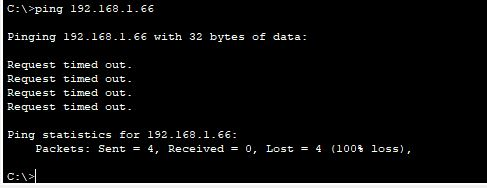 C:\>ping 192.168.1.66
Pinging 192.168.1.66 with 32 bytes of data:
Request timed out.
Request timed out.
Request timed out.
Request timed out.
Ping statistics for 192.168.1.66:
    Packets: Sent = 4, Received = 0, Lost = 4 (100% loss),
C:\>